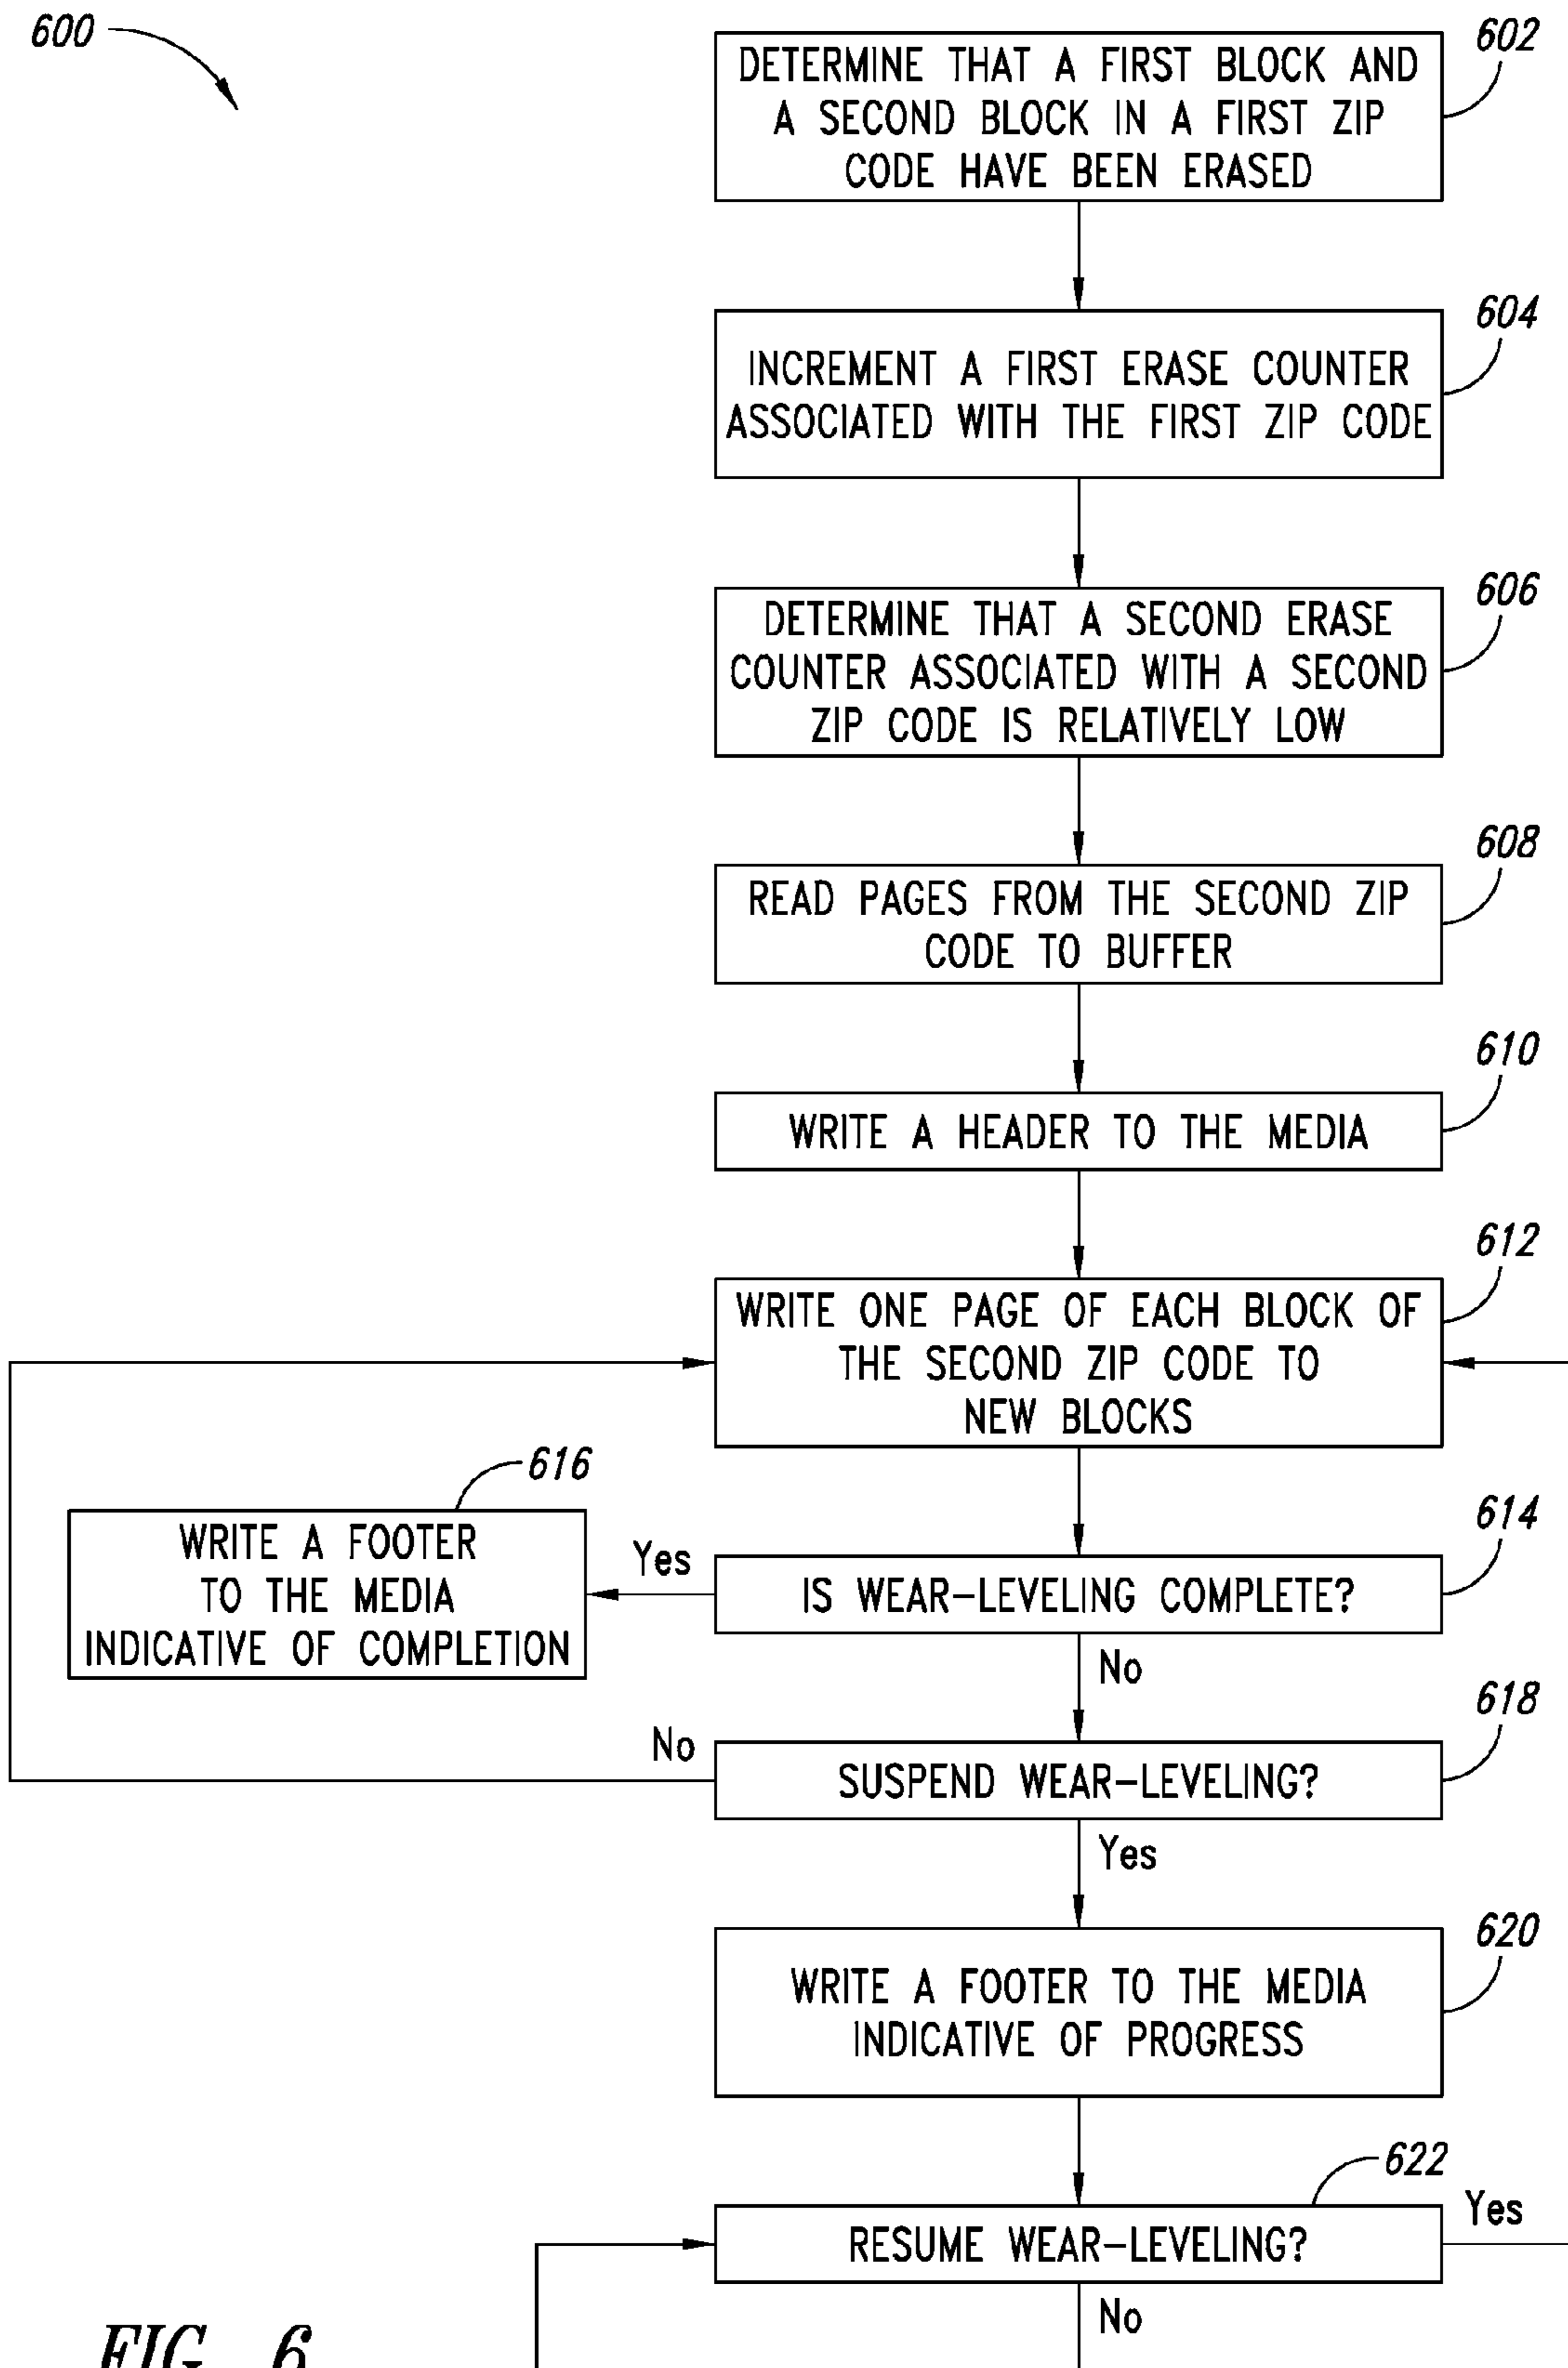 600
602
DETERMINE THAT A FIRST BLOCK AND
A SECOND BLOCK IN A FIRST ZIP
CODE HAVE BEEN ERASED
604
INCREMENT A FIRST ERASE COUNTER
ASSOCIATED WITH THE FIRST ZIP CODE
606
DETERMINE THAT A SECOND ERASE
COUNTER ASSOCIATED WITH A SECOND
ZIP CODE IS RELATIVELY LOW
608
READ PAGES FROM THE SECOND ZIP
CODE TO BUFFER
610
WRITE A HEADER TO THE MEDIA
612
WRITE ONE PAGE OF EACH BLOCK OF
THE SECOND ZIP CODE TO
NEW BLOCKS
614
IS WEAR-LEVELING COMPLETE?
Yes
616
WRITE A FOOTER
TO THE MEDIA
INDICATIVE OF COMPLETION
No
618
SUSPEND WEAR-LEVELING?
No
Yes
620
WRITE A FOOTER TO THE MEDIA
INDICATIVE OF PROGRESS
622
RESUME WEAR-LEVELING?
Yes
No
FIG. 6